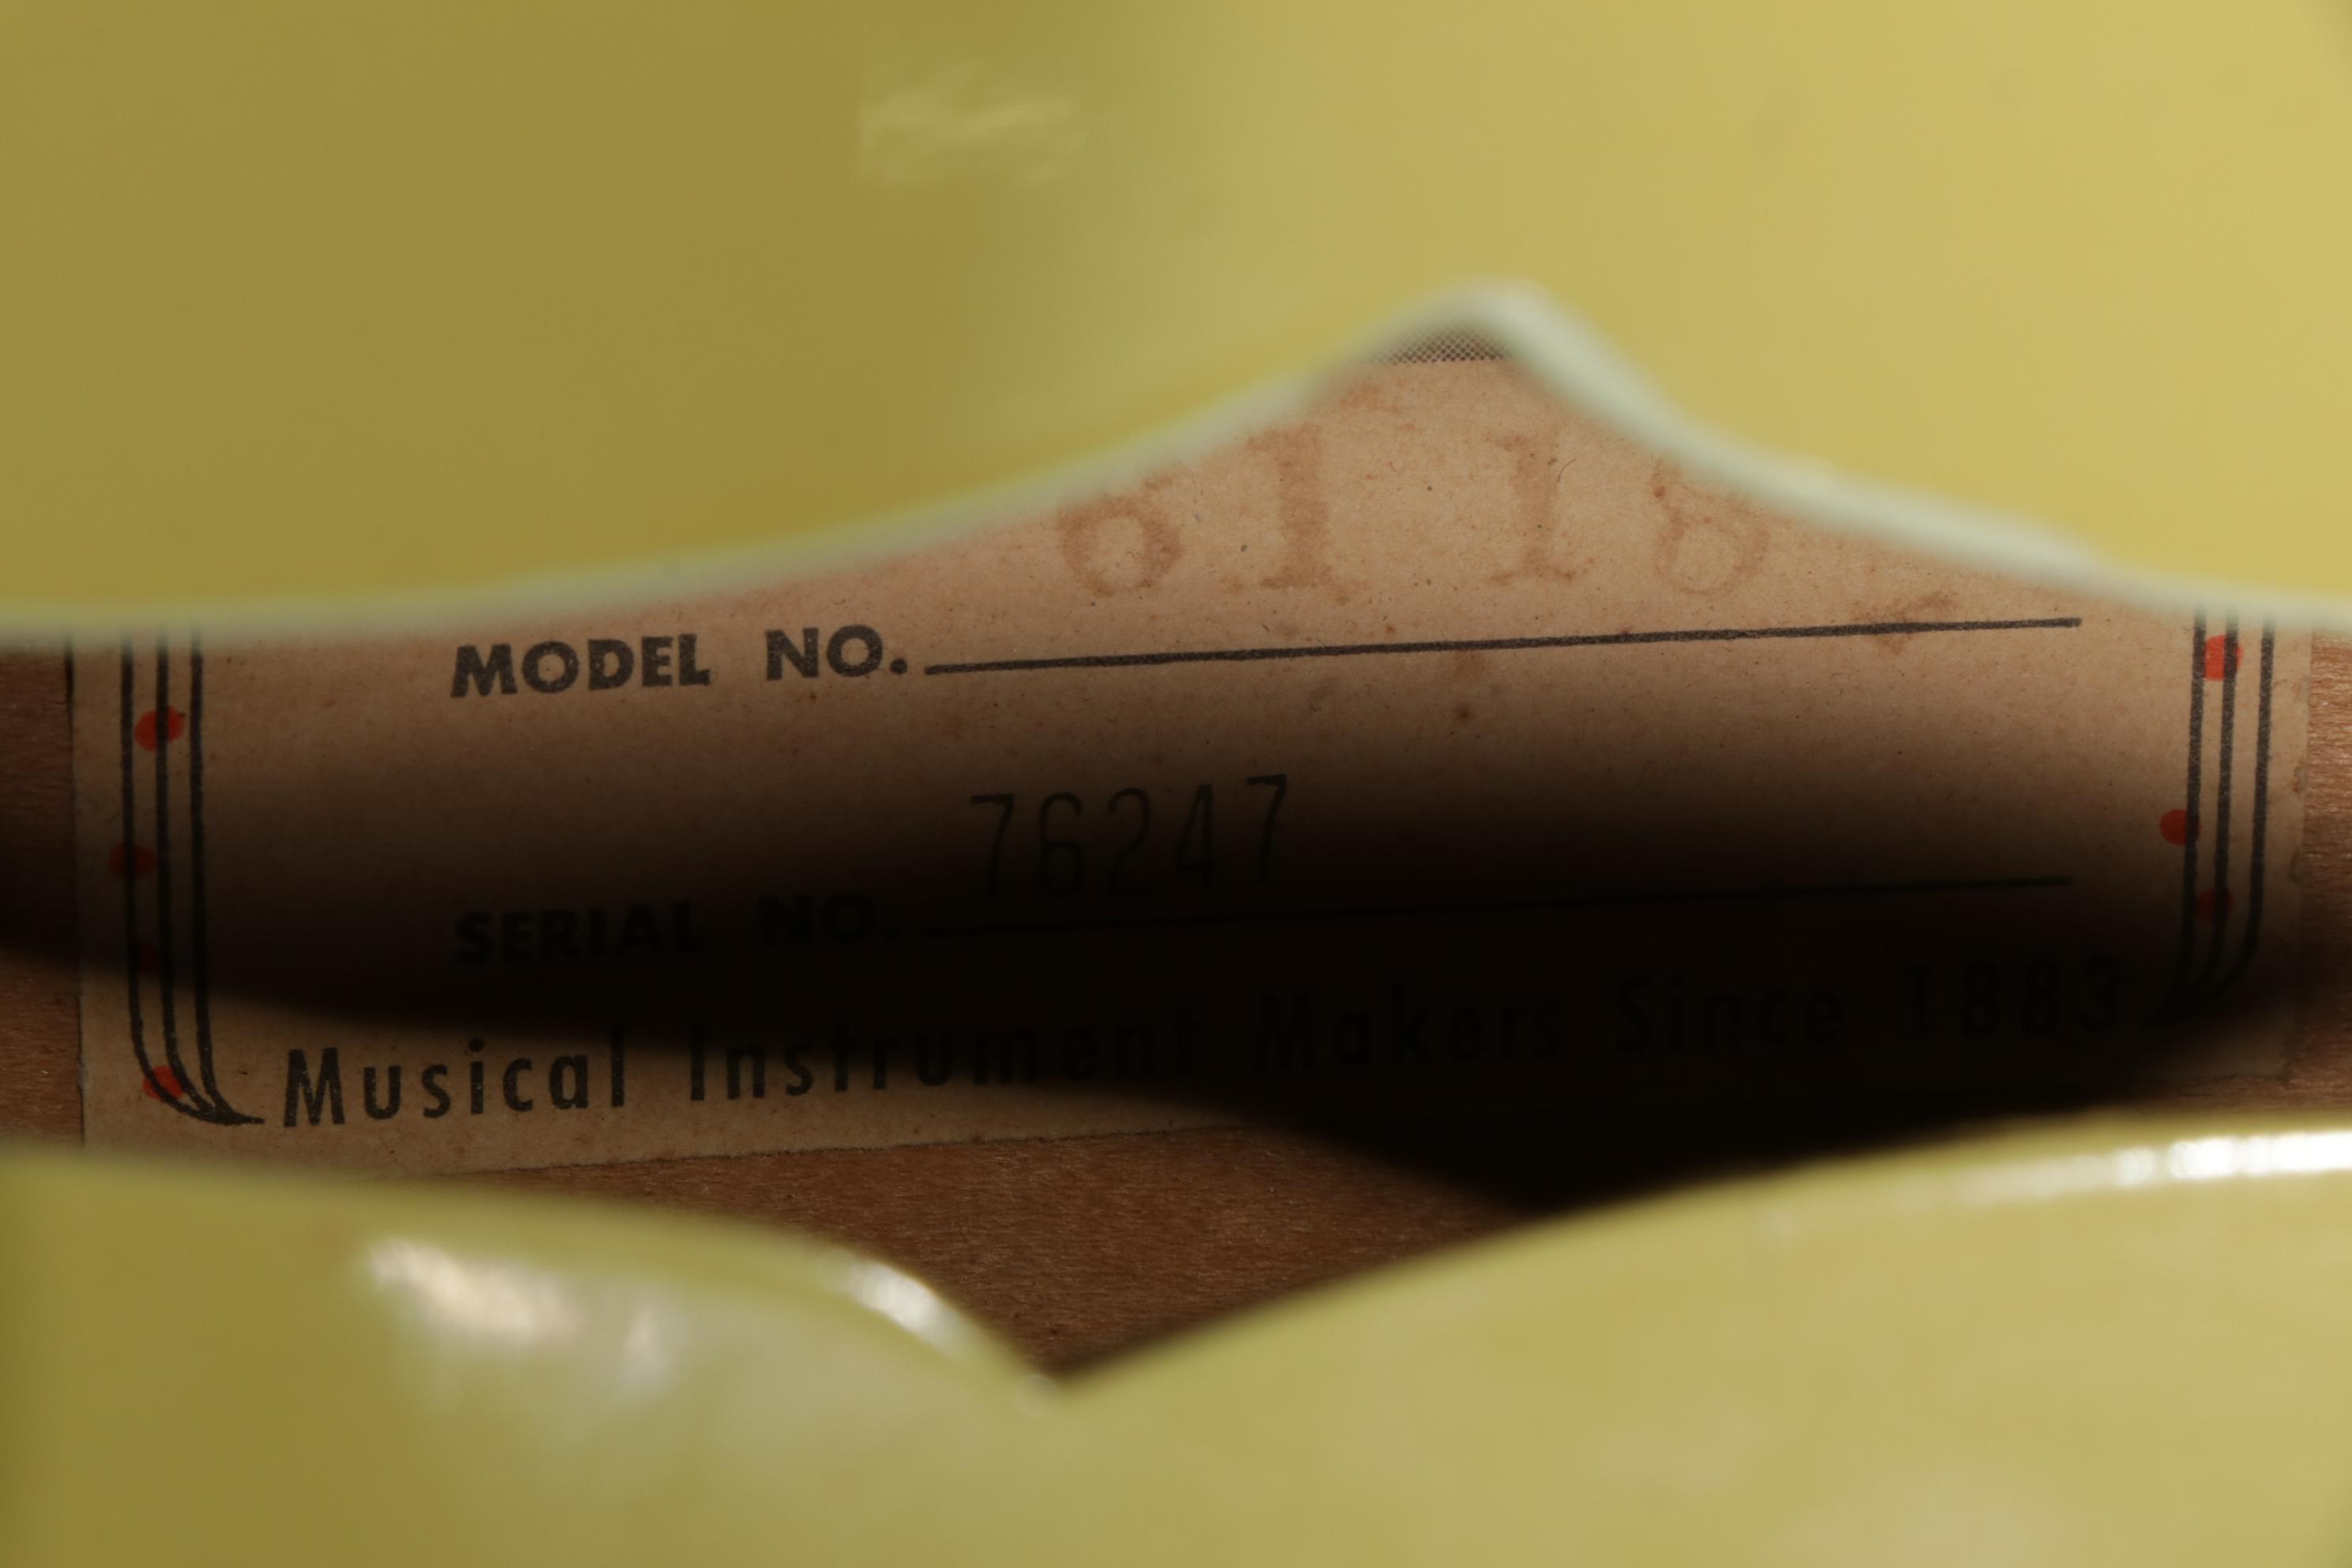 6118
MODEL NO.
76247
SERIAL NO.
Musical Instrument Makers Since 1883